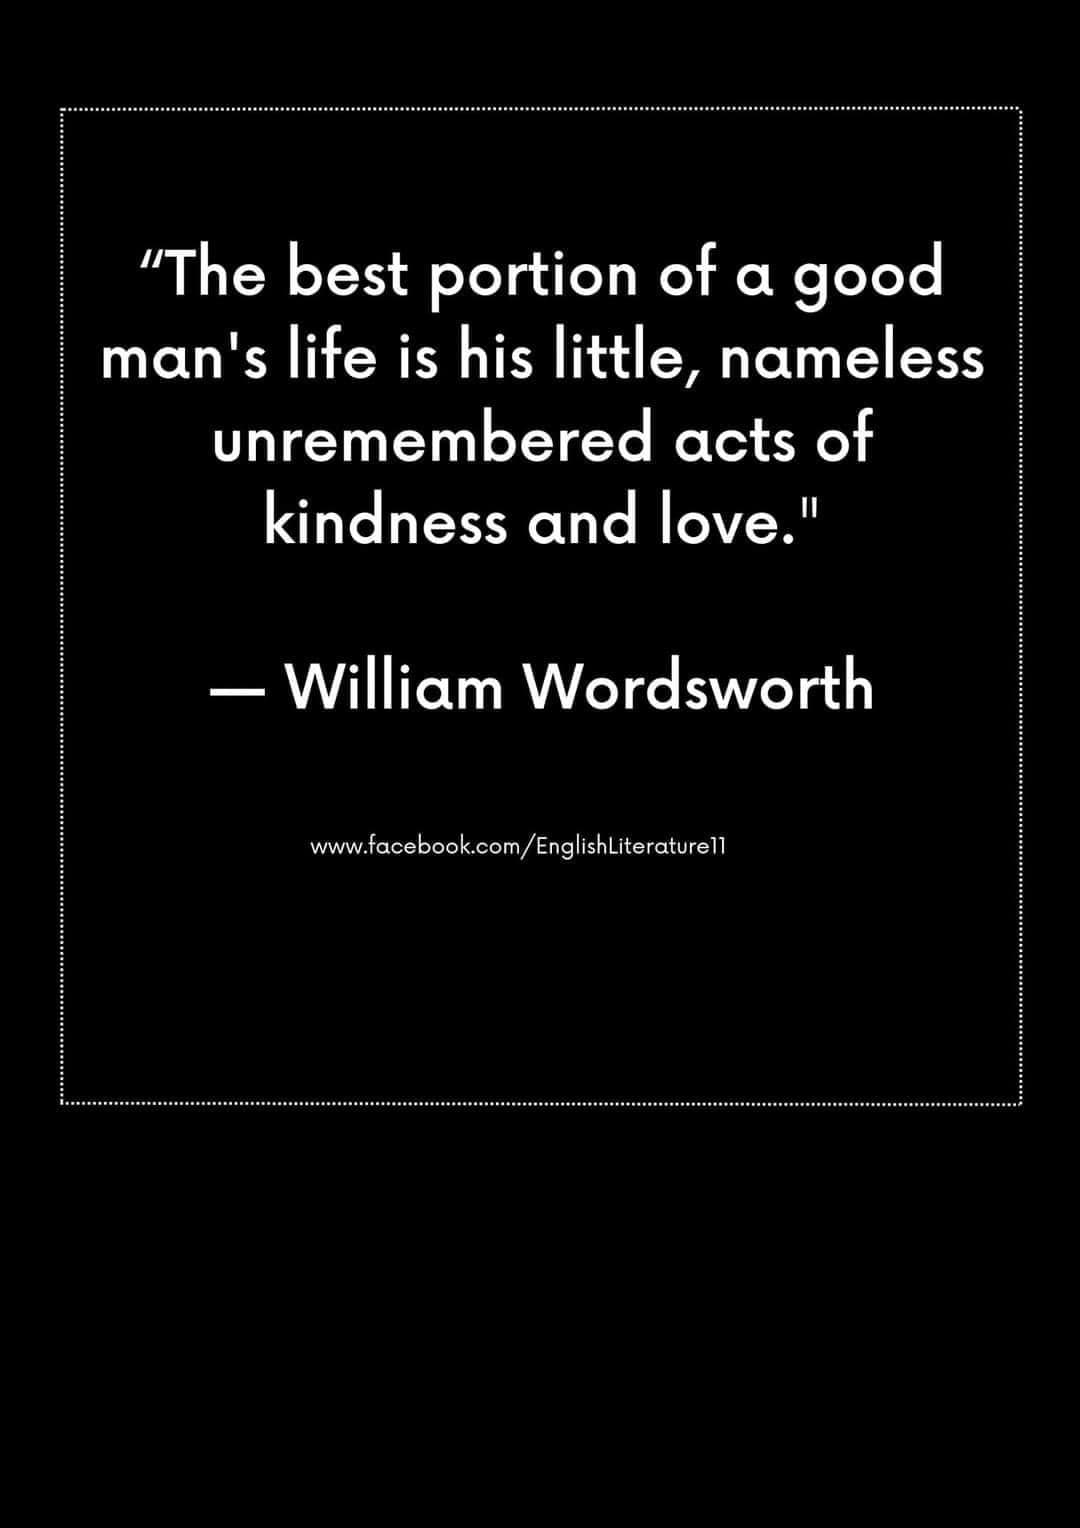 “The best portion of a good
man's life is his little, nameless
unremembered acts of
kindness and love."
— William Wordsworth
www.facebook.com/EnglishLiterature11